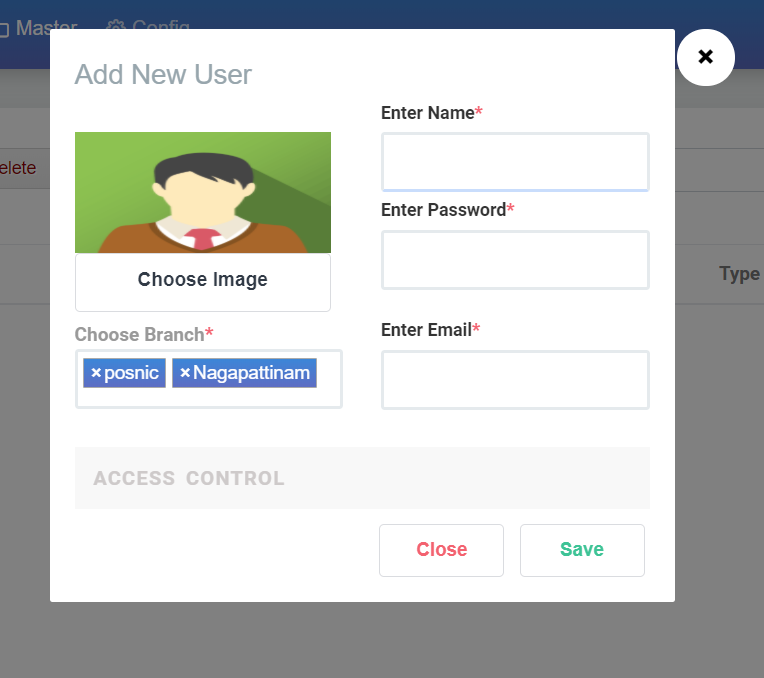 Master Config
Add New User
Enter Name*
elete
Enter Password*
Type
Choose Image
Choose Branch*
Enter Email*
×posnic ×Nagapattinam
ACCESS CONTROL
Close Save